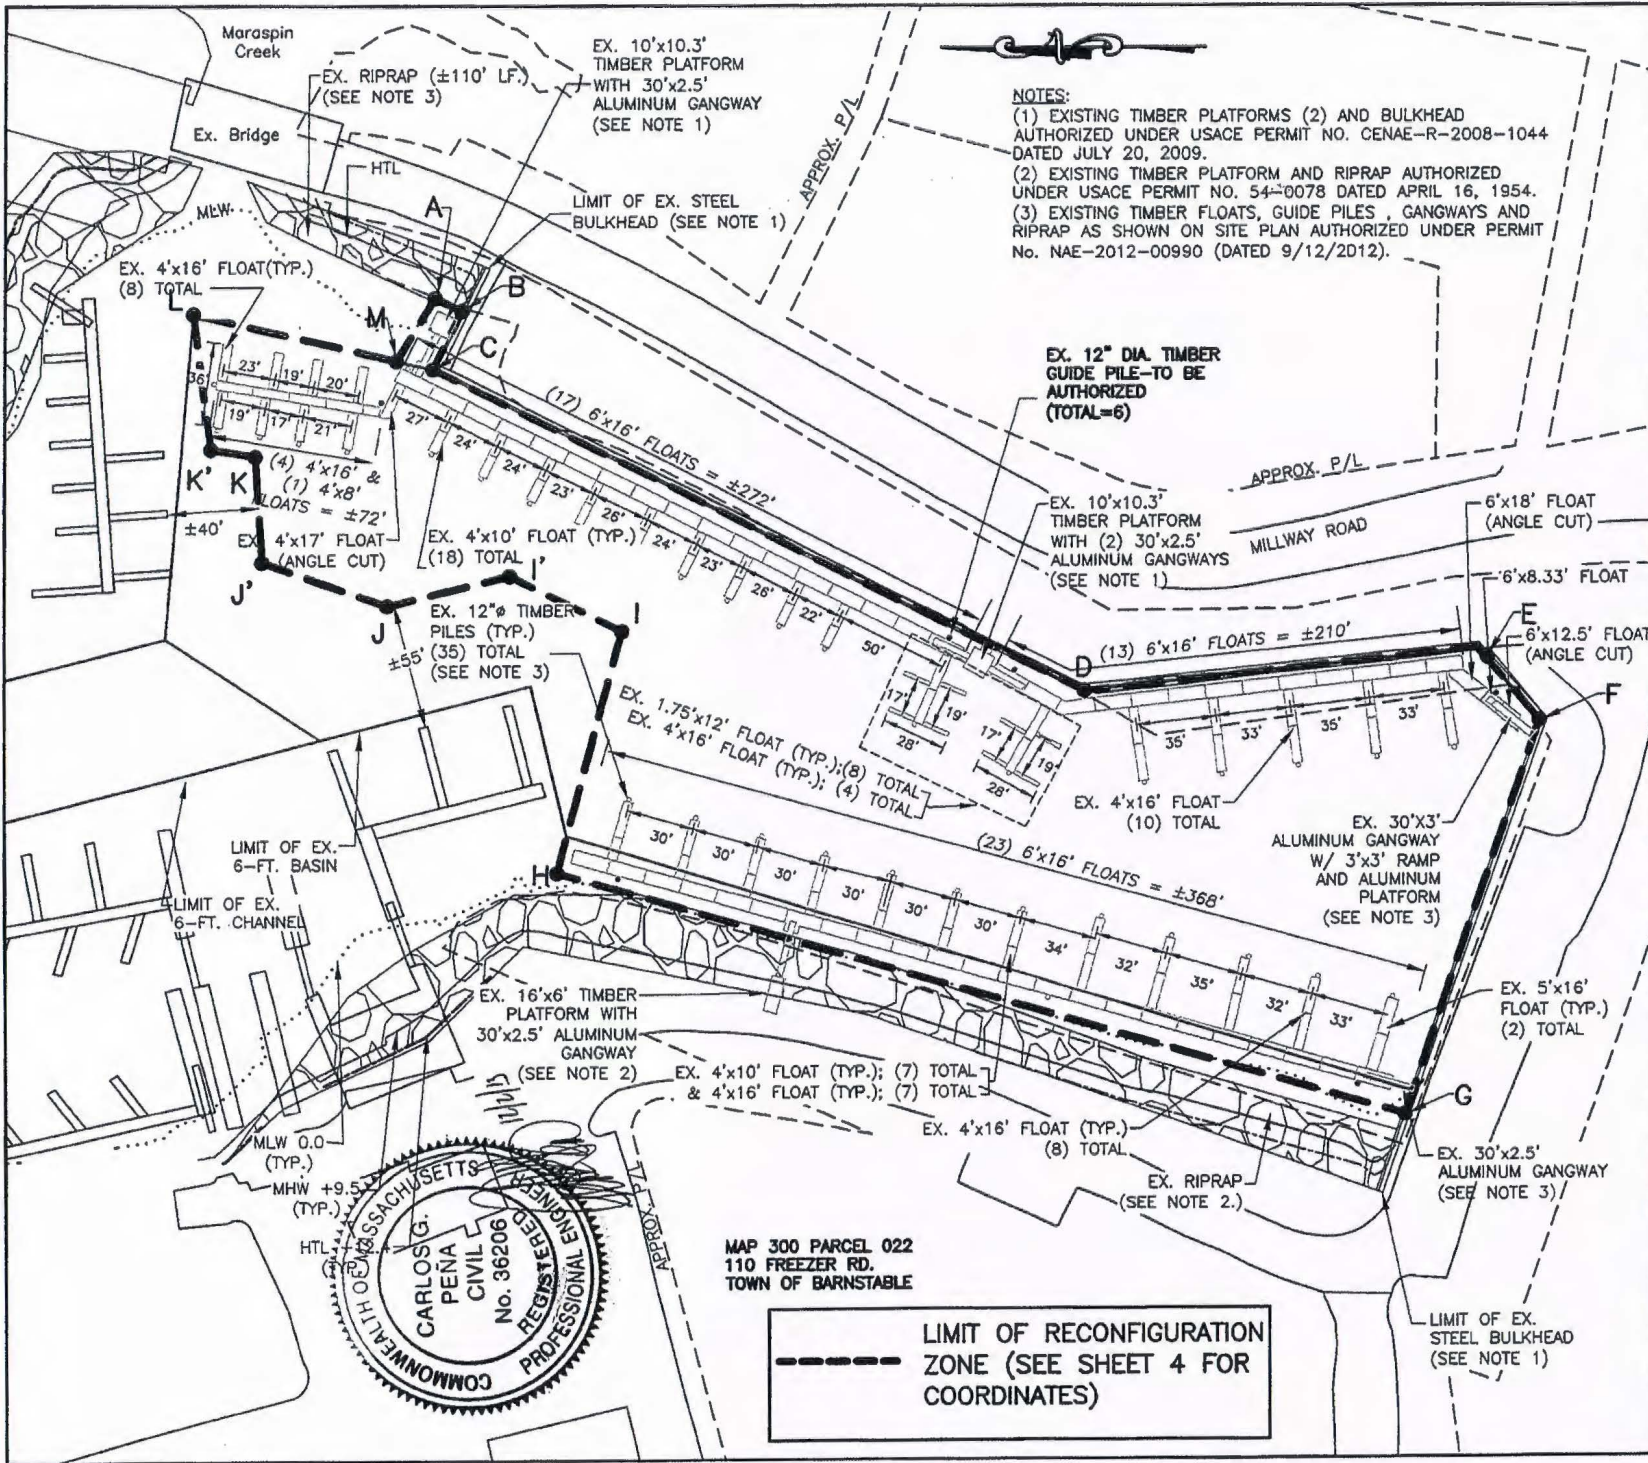 Maraspin
Creek
EX. RIPRAP (±110' LF.)
(SEE NOTE 3)
EX. 10'x10.3'
TIMBER PLATFORM
WITH 30'x2.5'
ALUMINUM GANGWAY
(SEE NOTE 1)
Ex. Bridge
HTL
MLW
A
LIMIT OF EX. STEEL
BULKHEAD (SEE NOTE 1)
APPROX. P/L
NOTES:
(1) EXISTING TIMBER PLATFORMS (2) AND BULKHEAD
AUTHORIZED UNDER USACE PERMIT NO. CENAE-R-2008-1044
DATED JULY 20, 2009.
(2) EXISTING TIMBER PLATFORM AND RIPRAP AUTHORIZED
UNDER USACE PERMIT NO. 54-0078 DATED APRIL 16, 1954.
(3) EXISTING TIMBER FLOATS, GUIDE PILES , GANGWAYS AND
RIPRAP AS SHOWN ON SITE PLAN AUTHORIZED UNDER PERMIT
No. NAE-2012-00990 (DATED 9/12/2012).
EX. 4'x16' FLOAT(TYP.)
(8) TOTAL
L
B
M
C
36'
23'
19'
20'
19'
17'
21'
K'
K
(4) 4'x16' &
(1) 4'x8'
FLOATS = ±72'
±40'
EX. 4'x17' FLOAT
(ANGLE CUT)
EX. 4'x10' FLOAT (TYP.)
(18) TOTAL
(17) 6'x16' FLOATS = ±272'
27'
24'
24'
23'
26'
24'
23'
26'
22'
50'
EX. 12" DIA. TIMBER
GUIDE PILE-TO BE
AUTHORIZED
(TOTAL=6)
APPROX. P/L
MILLWAY ROAD
EX. 10'x10.3'
TIMBER PLATFORM
WITH (2) 30'x2.5'
ALUMINUM GANGWAYS
(SEE NOTE 1)
6'x18' FLOAT
(ANGLE CUT)
6'x8.33' FLOAT
E
6'x12.5' FLOAT
(ANGLE CUT)
J'
J
I'
I
EX. 12"ø TIMBER
PILES (TYP.)
(35) TOTAL
(SEE NOTE 3)
±55'
D
(13) 6'x16' FLOATS = ±210'
F
35'
33'
35'
33'
17'
19'
28'
17'
19'
28'
EX. 1.75'x12' FLOAT (TYP.);(8) TOTAL
EX. 4'x16' FLOAT (TYP.); (4) TOTAL
EX. 4'x16' FLOAT
(10) TOTAL
EX. 30'X3'
ALUMINUM GANGWAY
W/ 3'x3' RAMP
AND ALUMINUM
PLATFORM
(SEE NOTE 3)
(23) 6'x16' FLOATS = ±368'
30'
30'
30'
30'
30'
30'
34'
32'
35'
32'
33'
LIMIT OF EX.
6-FT. BASIN
LIMIT OF EX.
6-FT. CHANNEL
H
EX. 16'x6' TIMBER
PLATFORM WITH
30'x2.5' ALUMINUM
GANGWAY
(SEE NOTE 2)
EX. 5'x16'
FLOAT (TYP.)
(2) TOTAL
EX. 4'x10' FLOAT (TYP.); (7) TOTAL
& 4'x16' FLOAT (TYP.); (7) TOTAL
EX. 4'x16' FLOAT (TYP.)
(8) TOTAL
G
EX. RIPRAP
(SEE NOTE 2.)
EX. 30'x2.5'
ALUMINUM GANGWAY
(SEE NOTE 3)
MLW 0.0
(TYP.)
MHW +9.5
(TYP.)
HTL
COMMONWEALTH OF MASSACHUSETTS
CARLOS G.
PEÑA
CIVIL
No. 36206
REGISTERED
PROFESSIONAL ENGINEER
APPROX. P/L
MAP 300 PARCEL 022
110 FREEZER RD.
TOWN OF BARNSTABLE
LIMIT OF EX.
STEEL BULKHEAD
(SEE NOTE 1)
LIMIT OF RECONFIGURATION
ZONE (SEE SHEET 4 FOR
COORDINATES)